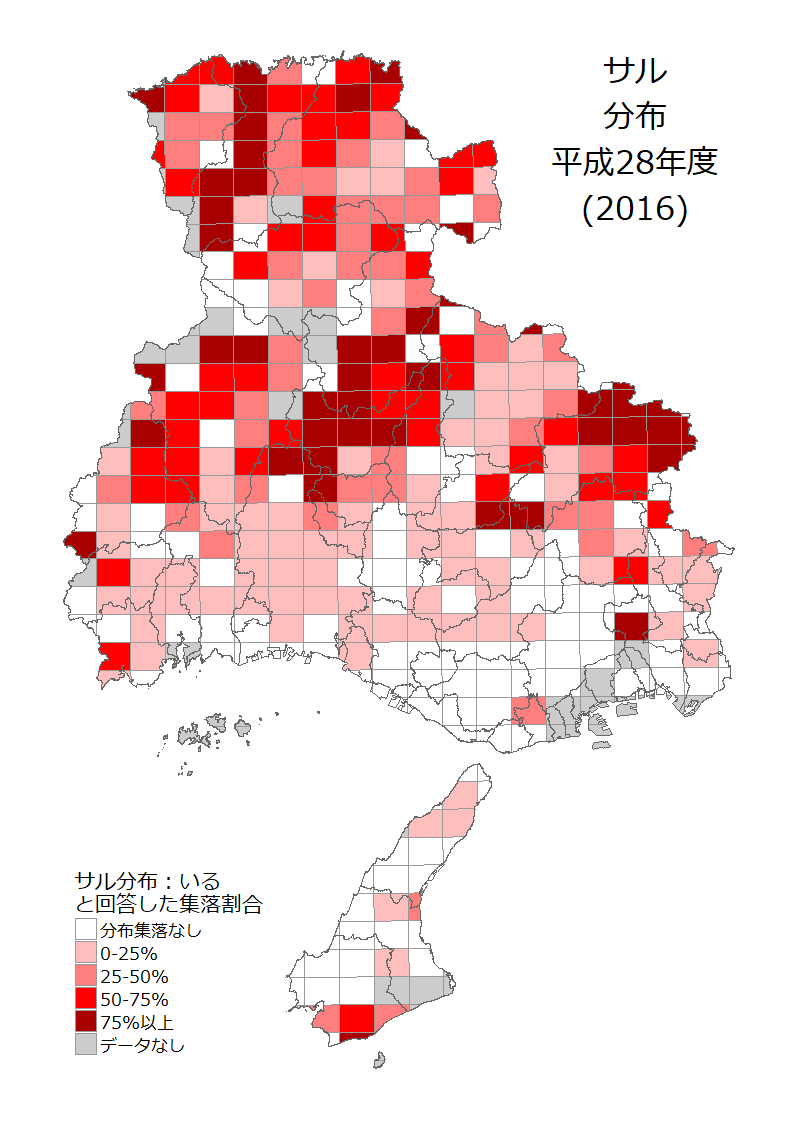 サル
分布
平成28年度
(2016)
サル分布：いる
と回答した集落割合
分布集落なし
0-25%
25-50%
50-75%
75%以上
データなし